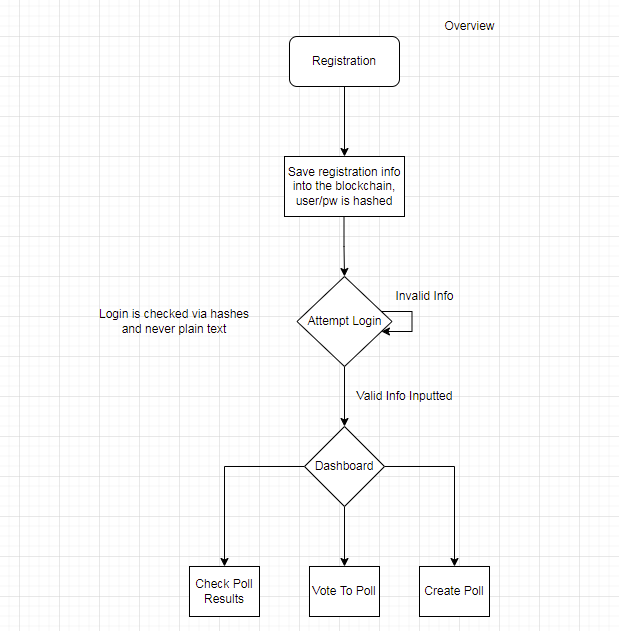 Overview
Registration
Save registration info
into the blockchain,
user/pw is hashed
Invalid Info
Login is checked via hashes
and never plain text
Attempt Login
Valid Info Inputted
Dashboard
Check Poll
Results
Vote To Poll
Create Poll